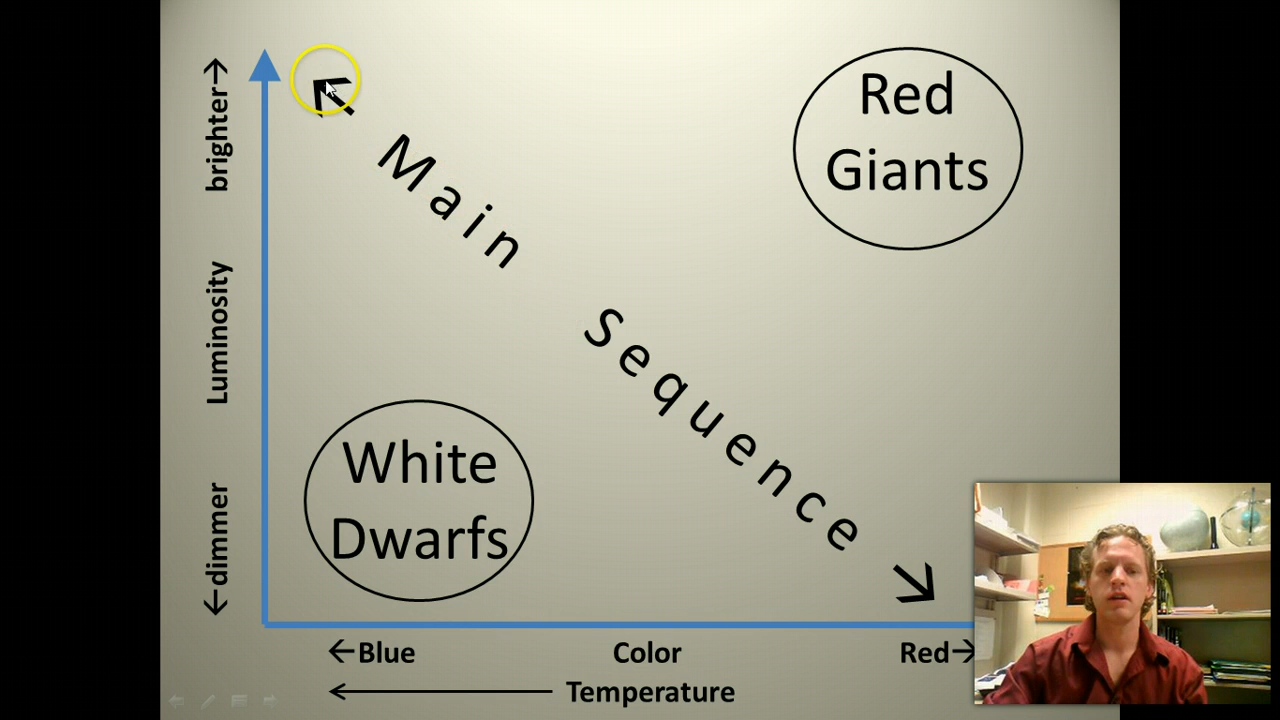 brighter→
Luminosity
←dimmer
Main Sequence
Red
Giants
White
Dwarfs
←Blue
Color
Red→
Temperature